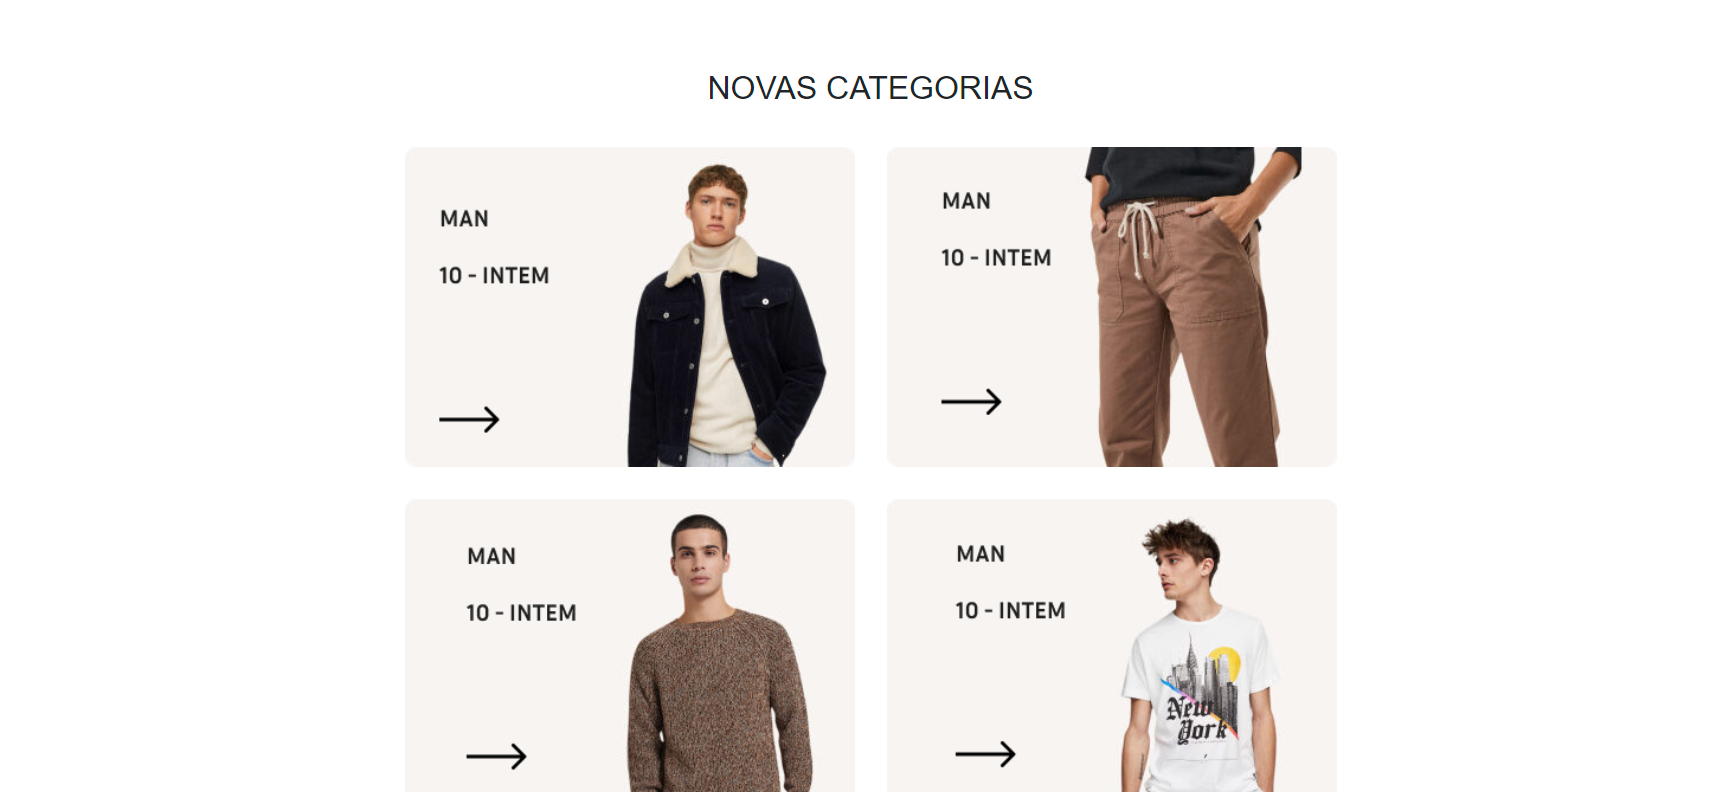 NOVAS CATEGORIAS
MAN
10 - INTEM
MAN
10 - INTEM
MAN
10 - INTEM
MAN
10 - INTEM
New
York